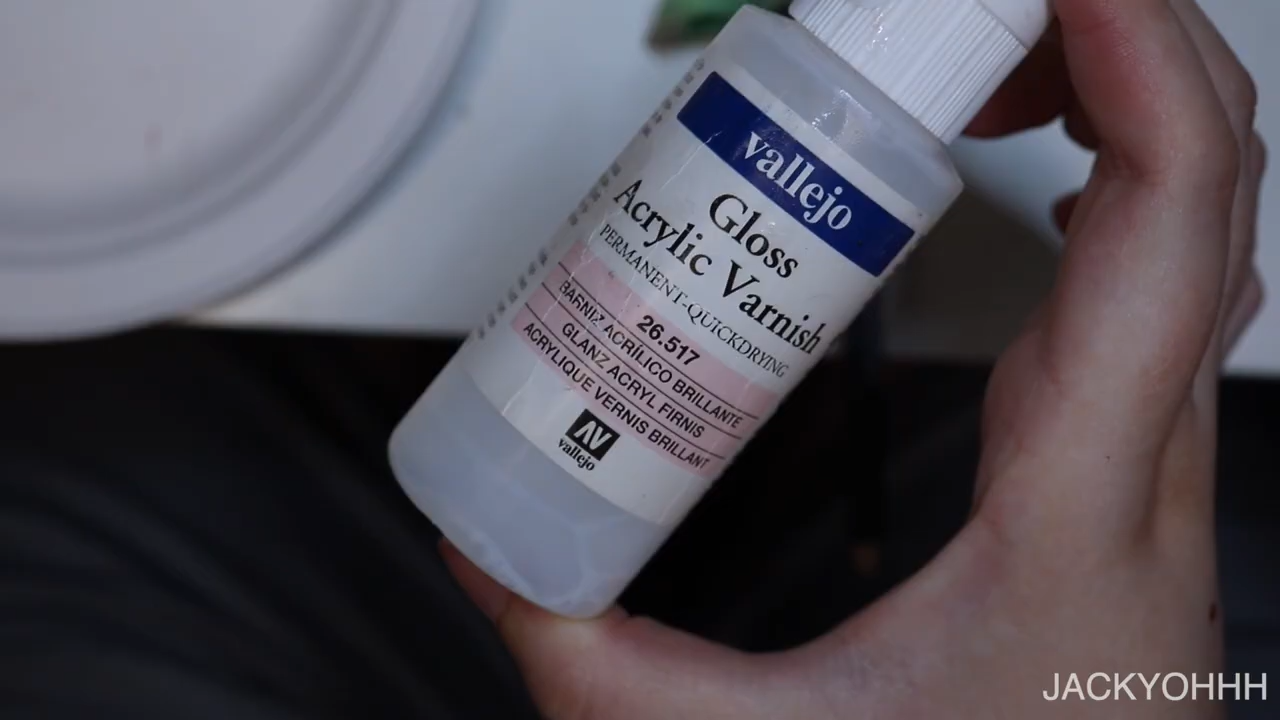 vallejo
Gloss
Acrylic Varnish
PERMANENT-QUICKDRYING
26.517
BARNIZ ACRÍLICO BRILLANTE
GLANZ ACRYL FIRNIS
ACRYLIQUE VERNIS BRILLANT
AV
vallejo
JACKYOHHH